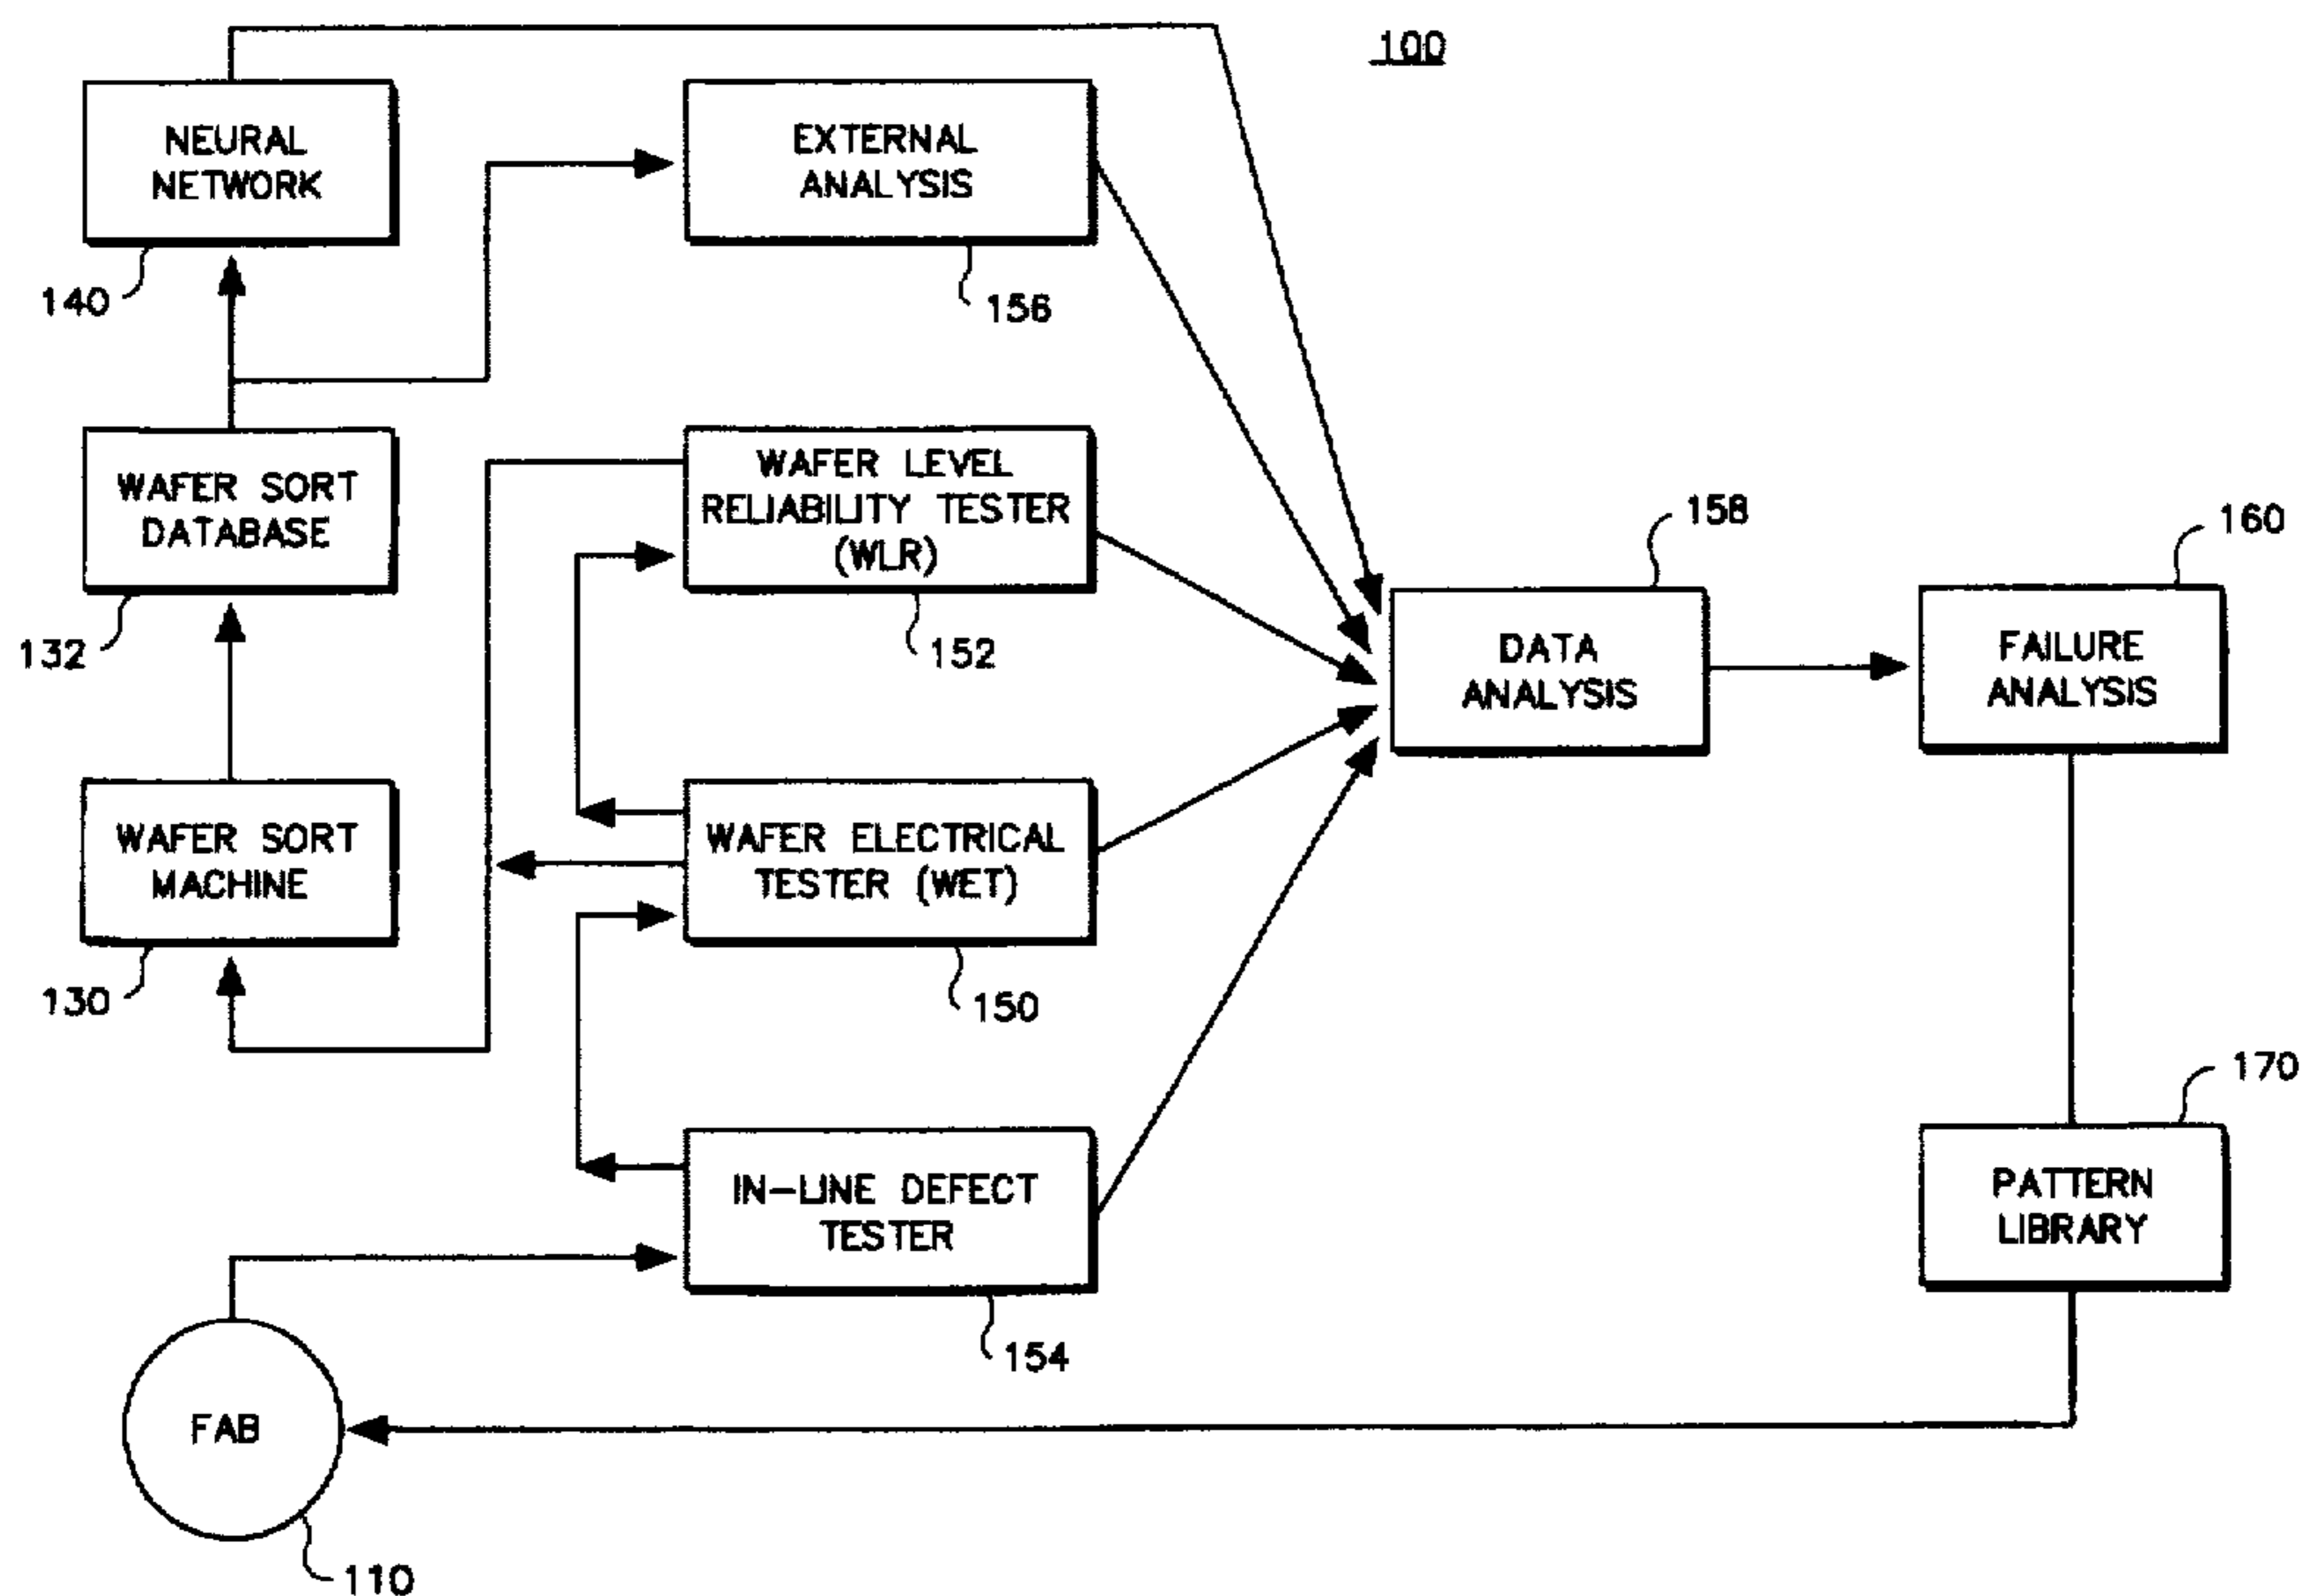 100
NEURAL
NETWORK
140
EXTERNAL
ANALYSIS
156
WAFER SORT
DATABASE
132
WAFER LEVEL
RELIABILITY TESTER
(WLR)
152
158
DATA
ANALYSIS
160
FAILURE
ANALYSIS
WAFER SORT
MACHINE
130
WAFER ELECTRICAL
TESTER (WET)
150
IN-LINE DEFECT
TESTER
154
170
PATTERN
LIBRARY
FAB
110